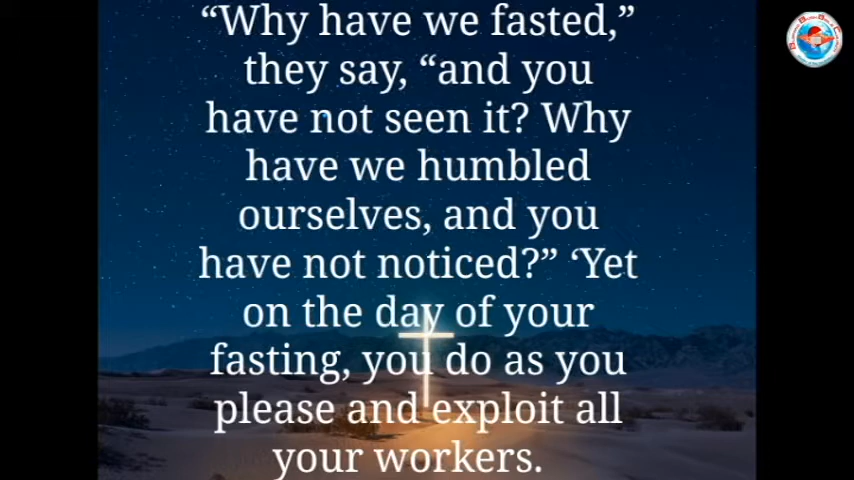 “Why have we fasted,”
they say, “and you
have not seen it? Why
have we humbled
ourselves, and you
have not noticed?” ‘Yet
on the day of your
fasting, you do as you
please and exploit all
your workers.